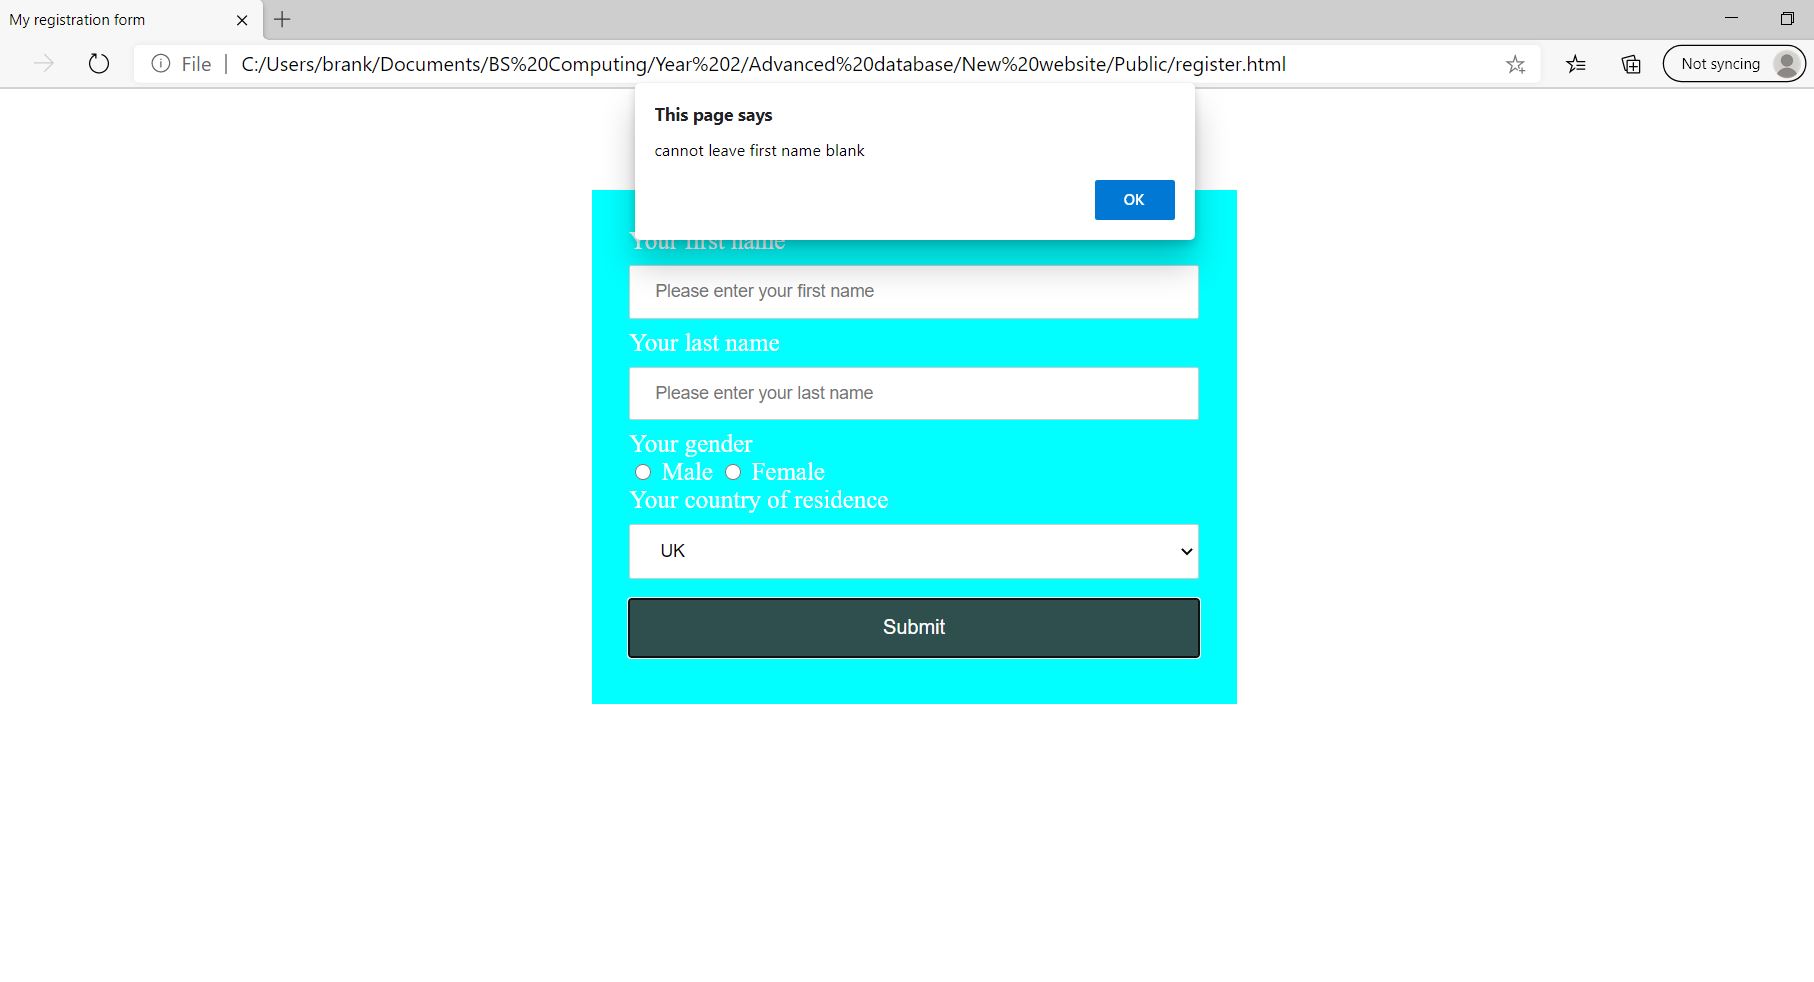 My registration form
File
C:/Users/brank/Documents/BS%20Computing/Year%202/Advanced%20database/New%20website/Public/register.html
Not syncing
This page says
cannot leave first name blank
OK
Your first name
Please enter your first name
Your last name
Please enter your last name
Your gender
Male Female
Your country of residence
UK
Submit